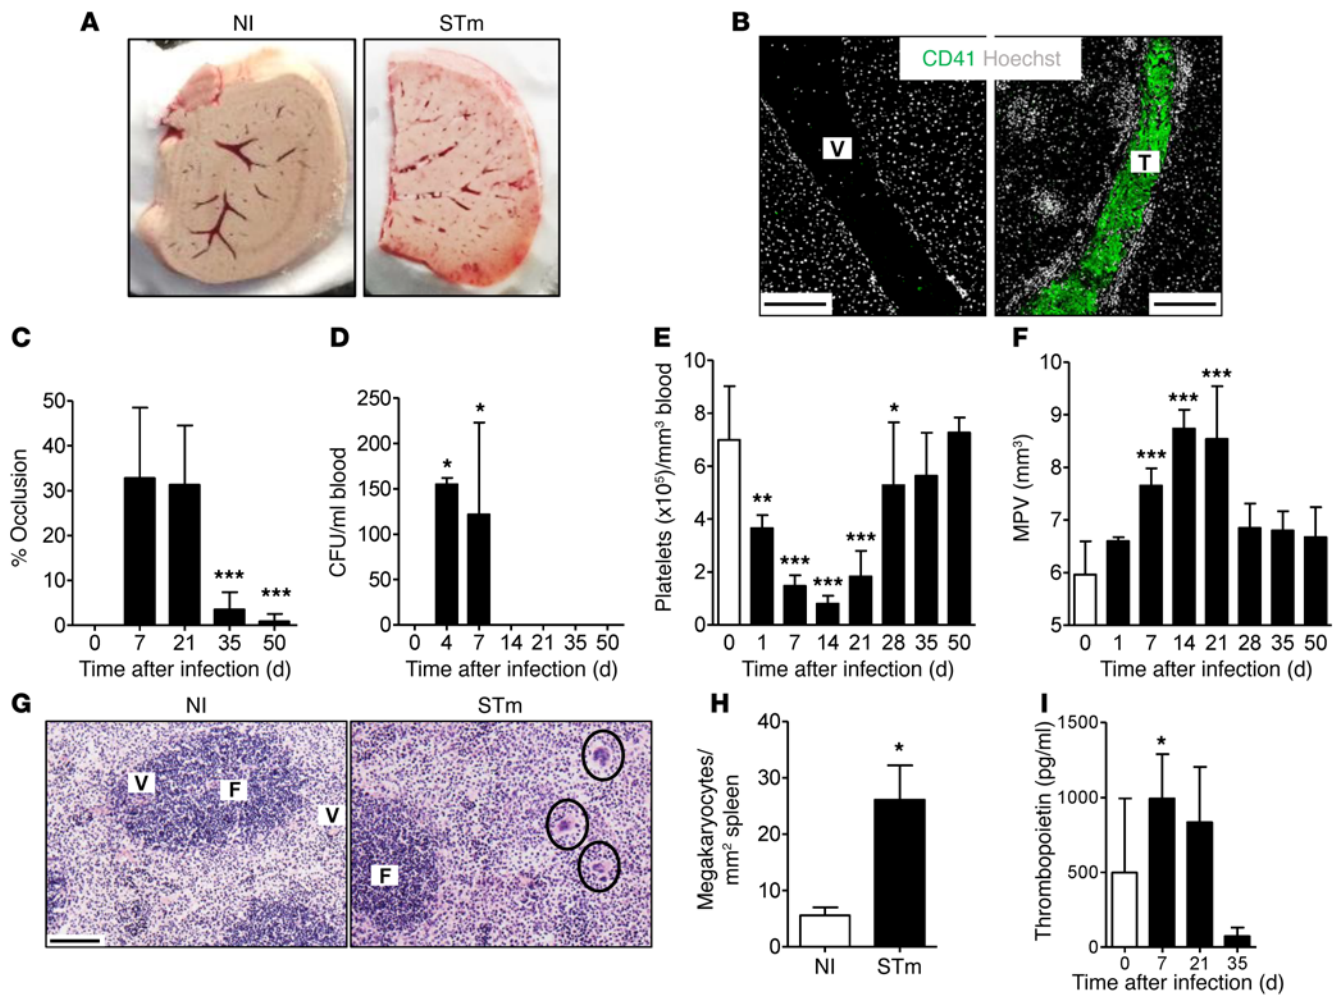 A
NI
STm
B
CD41 Hoechst
V
T
C
% Occlusion
50
40
30
20
10
0
***
***
0 7 21 35 50
Time after infection (d)
D
CFU/ml blood
250
200
150
100
50
0
*
*
0 4 7 14 21 35 50
Time after infection (d)
E
Platelets (x10⁵)/mm³ blood
10
8
6
4
2
0
**
***
***
***
*
0 1 7 14 21 28 35 50
Time after infection (d)
F
MPV (mm³)
10
9
8
7
6
5
***
***
***
0 1 7 14 21 28 35 50
Time after infection (d)
G
NI
STm
V
F
V
F
H
Megakaryocytes/
mm² spleen
40
30
20
10
0
*
NI STm
I
Thrombopoietin (pg/ml)
1500
1000
500
0
*
0 7 21 35
Time after infection (d)